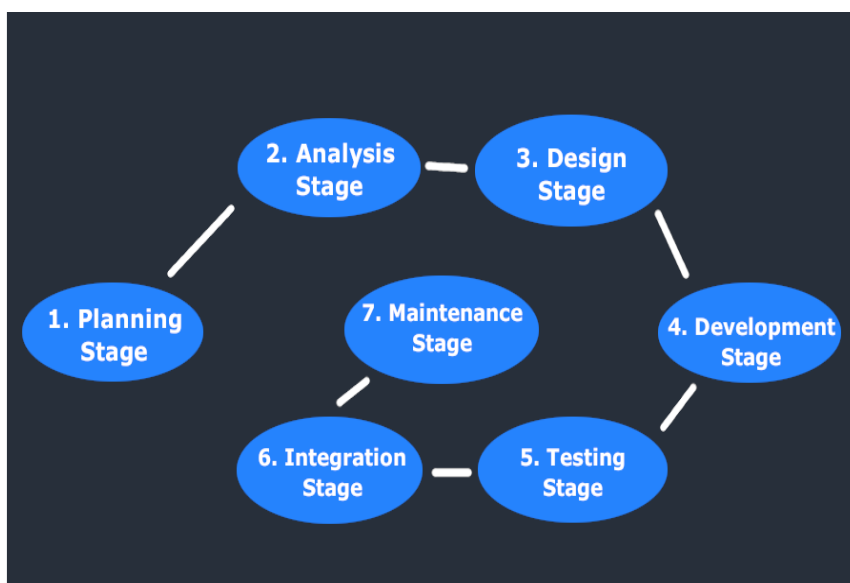 1. Planning
Stage
2. Analysis
Stage
3. Design
Stage
4. Development
Stage
5. Testing
Stage
6. Integration
Stage
7. Maintenance
Stage